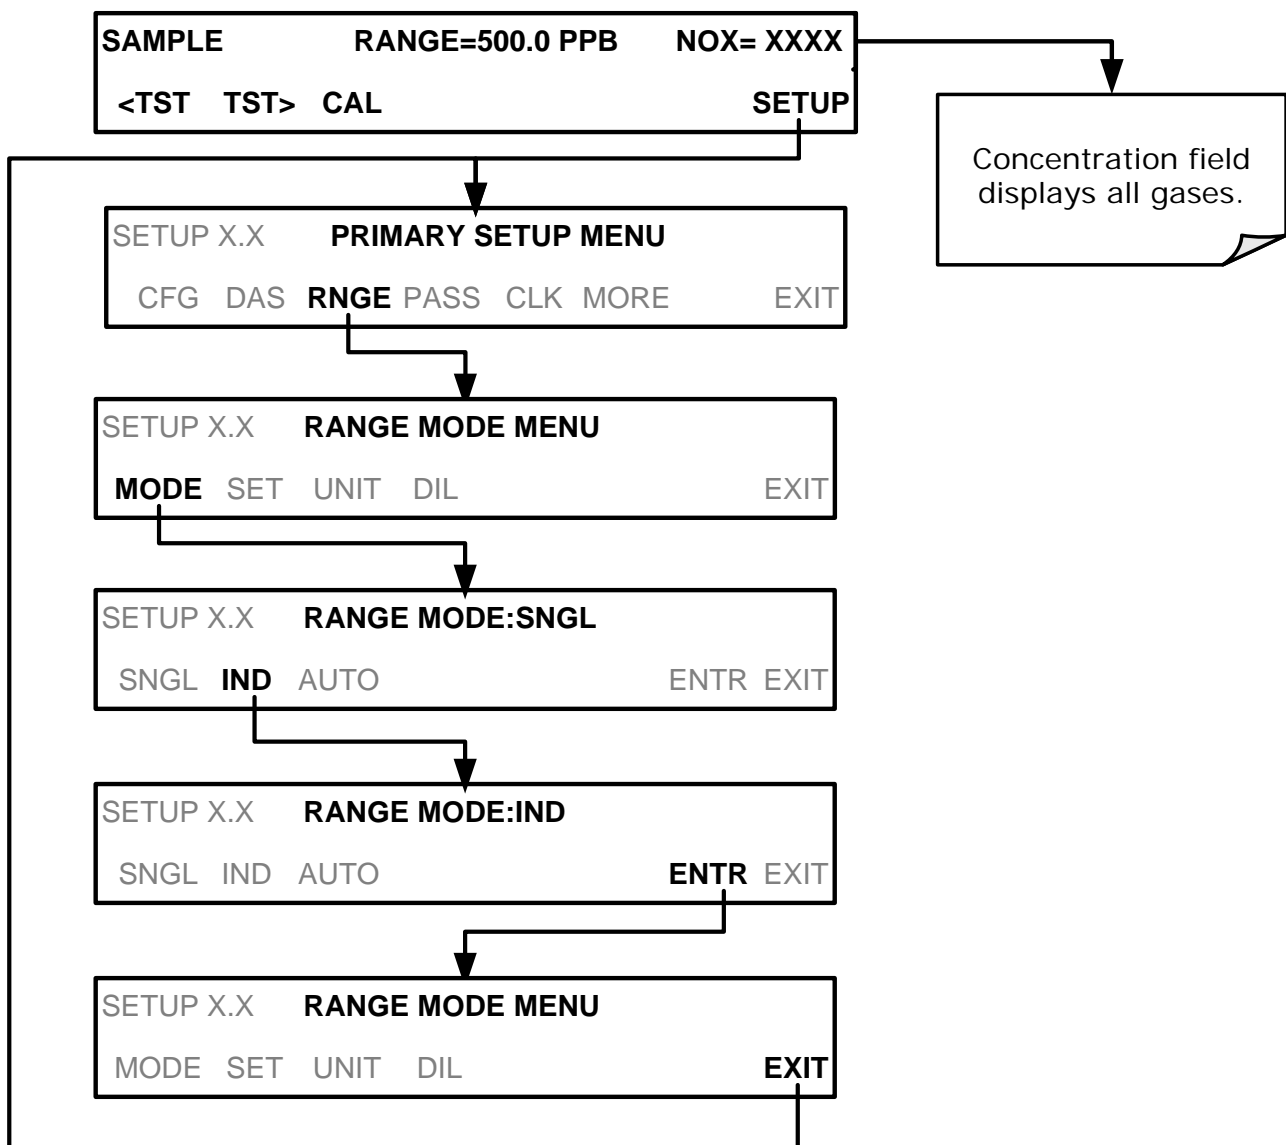 SAMPLE RANGE=500.0 PPB NOX= XXXX
<TST TST> CAL SETUP
Concentration field
displays all gases.
SETUP X.X PRIMARY SETUP MENU
CFG DAS RNGE PASS CLK MORE EXIT
SETUP X.X RANGE MODE MENU
MODE SET UNIT DIL EXIT
SETUP X.X RANGE MODE:SNGL
SNGL IND AUTO ENTR EXIT
SETUP X.X RANGE MODE:IND
SNGL IND AUTO ENTR EXIT
SETUP X.X RANGE MODE MENU
MODE SET UNIT DIL EXIT